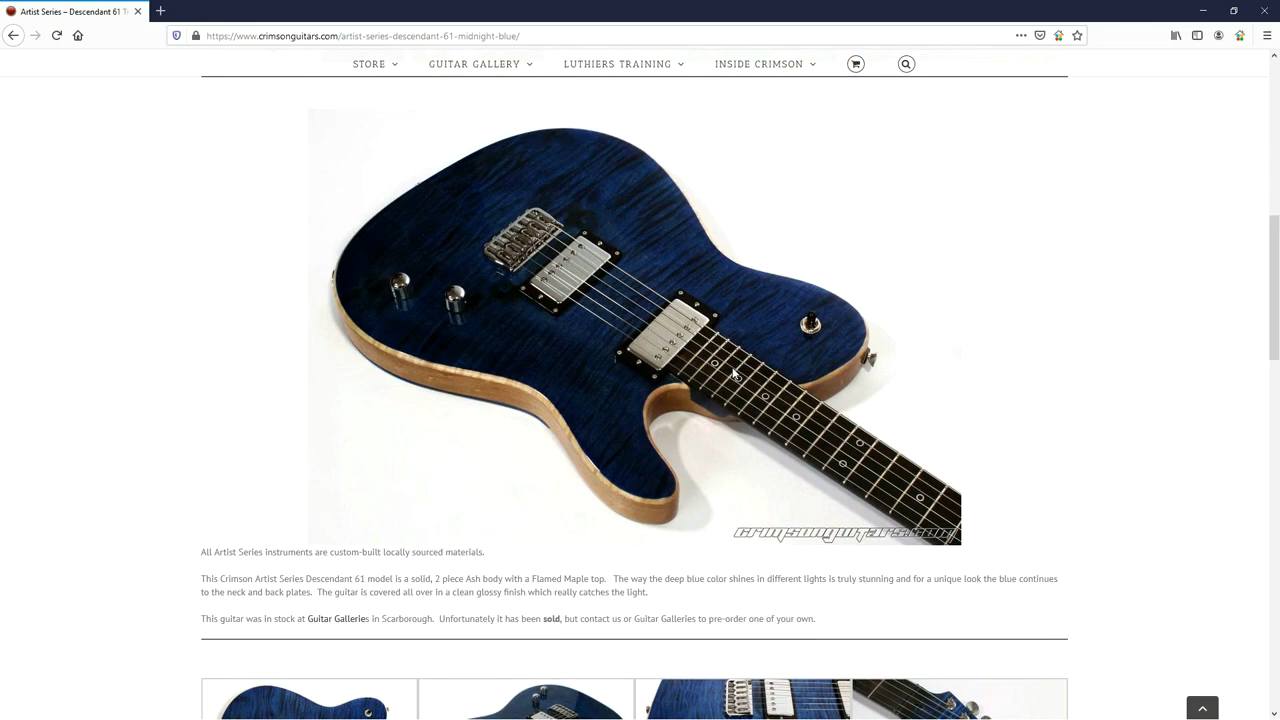 Artist Series – Descendant 61
https://www.crimsonguitars.com/artist-series-descendant-61-midnight-blue/
STORE GUITAR GALLERY LUTHIERS TRAINING INSIDE CRIMSON
crimsonguitars.com
All Artist Series instruments are custom-built locally sourced materials.
This Crimson Artist Series Descendant 61 model is a solid, 2 piece Ash body with a Flamed Maple top. The way the deep blue color shines in different lights is truly stunning and for a unique look the blue continues
to the neck and back plates. The guitar is covered all over in a clean glossy finish which really catches the light.
This guitar was in stock at Guitar Galleries in Scarborough. Unfortunately it has been sold, but contact us or Guitar Galleries to pre-order one of your own.